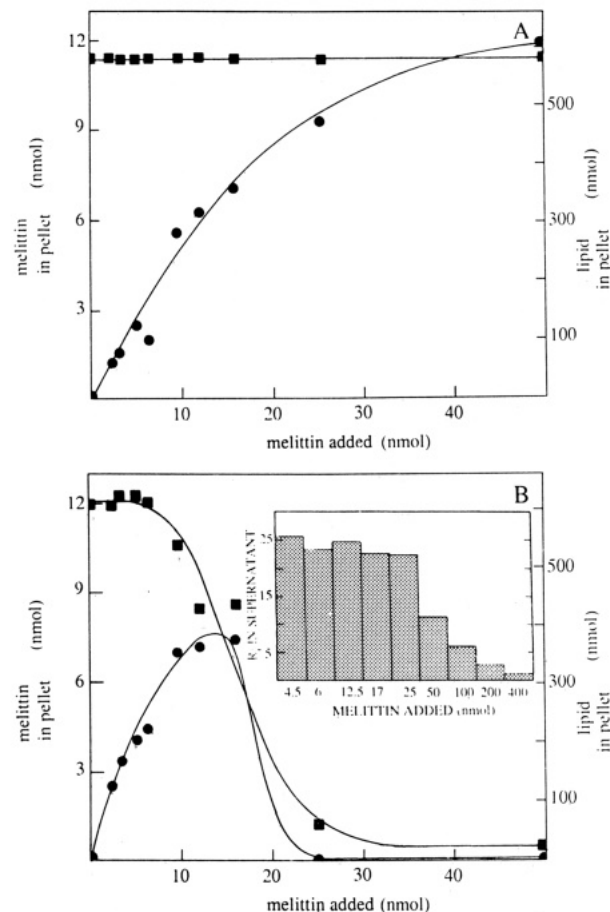 A
12
9
6
3
melittin
in pellet (nmol)
500
300
100
lipid
in pellet (nmol)
10 20 30 40
melittin added (nmol)
B
12
9
6
3
melittin
in pellet (nmol)
IN SUPERNATANT
25
5
4.5 6 12.5 17 25 50 100 200 400
MELITTIN ADDED (nmol)
500
300
100
lipid
in pellet (nmol)
0 10 20 30 40
melittin added (nmol)